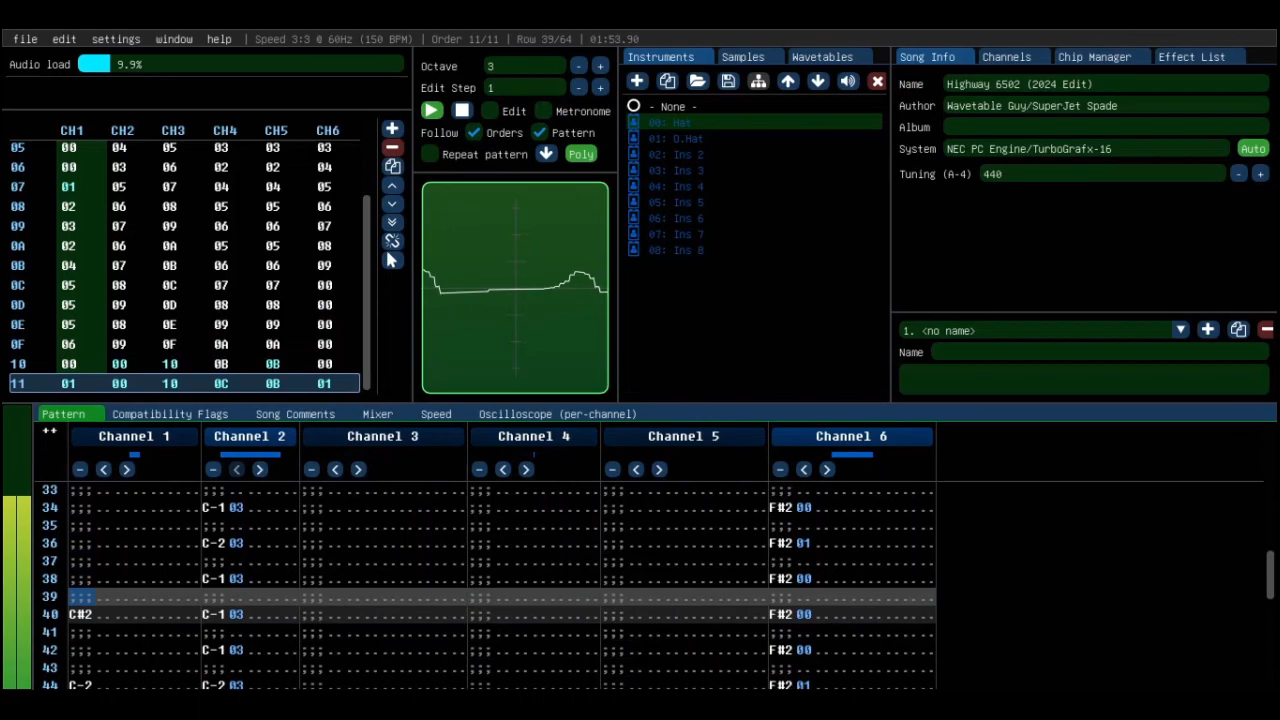 file edit settings window help | Speed 3:3 @ 60Hz (150 BPM) | Order 11/11 | Row 39/64 | 01:53.90
Audio load 9.9%
CH1 CH2 CH3 CH4 CH5 CH6
05 00 04 05 03 03 03
06 00 03 06 02 02 04
07 01 05 07 04 04 05
08 02 06 08 05 05 06
09 03 07 09 06 06 07
0A 02 06 0A 05 05 08
0B 04 07 0B 06 06 09
0C 05 08 0C 07 07 00
0D 05 09 0D 08 08 00
0E 05 08 0E 09 09 00
0F 06 09 0F 0A 0A 00
10 00 00 10 0B 0B 00
11 01 00 10 0C 0B 01
Octave 3 - +
Edit Step 1 - +
Edit Metronome
Follow Orders Pattern
Repeat pattern Poly
Instruments Samples Wavetables
- None -
00: Hat
01: O.Hat
02: Ins 2
03: Ins 3
04: Ins 4
05: Ins 5
06: Ins 6
07: Ins 7
08: Ins 8
Song Info Channels Chip Manager Effect List
Name Highway 6502 (2024 Edit)
Author Wavetable Guy/SuperJet Spade
Album
System NEC PC Engine/TurboGrafx-16 Auto
Tuning (A-4) 440 - +
1. <no name>
Name
Pattern Compatibility Flags Song Comments Mixer Speed Oscilloscope (per-channel)
++ Channel 1 Channel 2 Channel 3 Channel 4 Channel 5 Channel 6
33
34 C-1 03 F#2 00
35
36 C-2 03 F#2 01
37
38 C-1 03 F#2 00
39
40 C#2 C-1 03 F#2 00
41
42 C-1 03 F#2 00
43
44 C-2 C-2 03 F#2 01